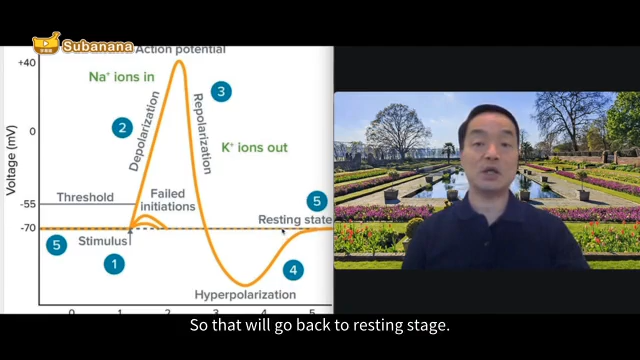 Subanana
Action potential
+40
Na⁺ ions in
3
2
Depolarization
Repolarization
0
K⁺ ions out
Voltage (mV)
Threshold
Failed
initiations
5
-55
Resting state
-70
5
Stimulus
1
4
Hyperpolarization
0
1
2
3
4
5
So that will go back to resting stage.